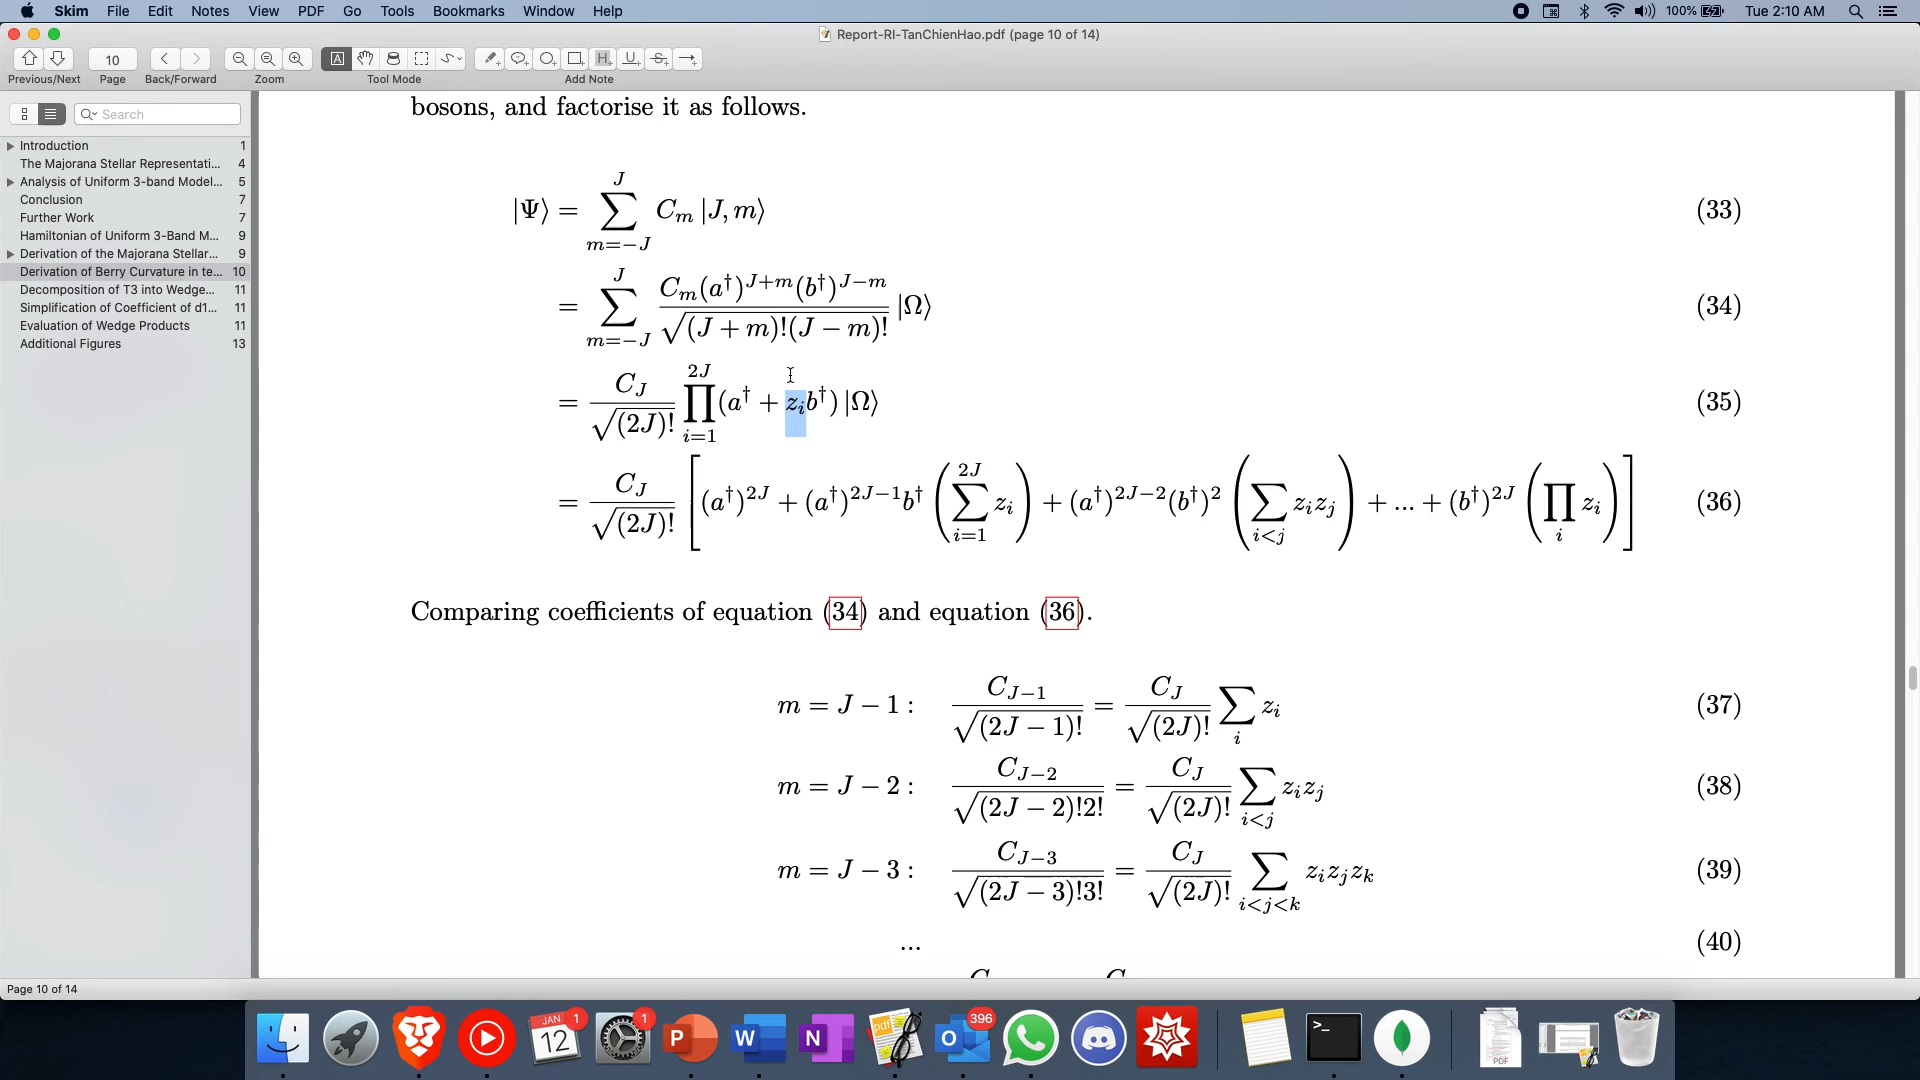 Skim File Edit Notes View PDF Go Tools Bookmarks Window Help 100% Tue 2:10 AM
Report-RI-TanChienHao.pdf (page 10 of 14)
10
Previous/Next Page Back/Forward Zoom Tool Mode Add Note
Search
Introduction 1
The Majorana Stellar Representati... 4
Analysis of Uniform 3-band Model... 5
Conclusion 7
Further Work 7
Hamiltonian of Uniform 3-Band M... 9
Derivation of the Majorana Stellar... 9
Derivation of Berry Curvature in te... 10
Decomposition of T3 into Wedge... 11
Simplification of Coefficient of d1... 11
Evaluation of Wedge Products 11
Additional Figures 13
bosons, and factorise it as follows.
|Ψ⟩ = ∑_{m=−J}^{J} C_m |J, m⟩ (33)
= ∑_{m=−J}^{J} C_m(a†)^{J+m}(b†)^{J−m} / √(J + m)!(J − m)! |Ω⟩ (34)
= C_J / √(2J)! ∏_{i=1}^{2J} (a† + z_i b†) |Ω⟩ (35)
= C_J / √(2J)! [(a†)^{2J} + (a†)^{2J−1}b† (∑_{i=1}^{2J} z_i) + (a†)^{2J−2}(b†)^2 (∑_{i<j} z_i z_j) + ... + (b†)^{2J} (∏_i z_i)] (36)
Comparing coefficients of equation (34) and equation (36).
m = J − 1 : C_{J−1} / √(2J − 1)! = C_J / √(2J)! ∑_i z_i (37)
m = J − 2 : C_{J−2} / √(2J − 2)!2! = C_J / √(2J)! ∑_{i<j} z_i z_j (38)
m = J − 3 : C_{J−3} / √(2J − 3)!3! = C_J / √(2J)! ∑_{i<j<k} z_i z_j z_k (39)
... (40)
Page 10 of 14
JAN 12
1
1
P
W
N
pdf
O
396
>_
PDF